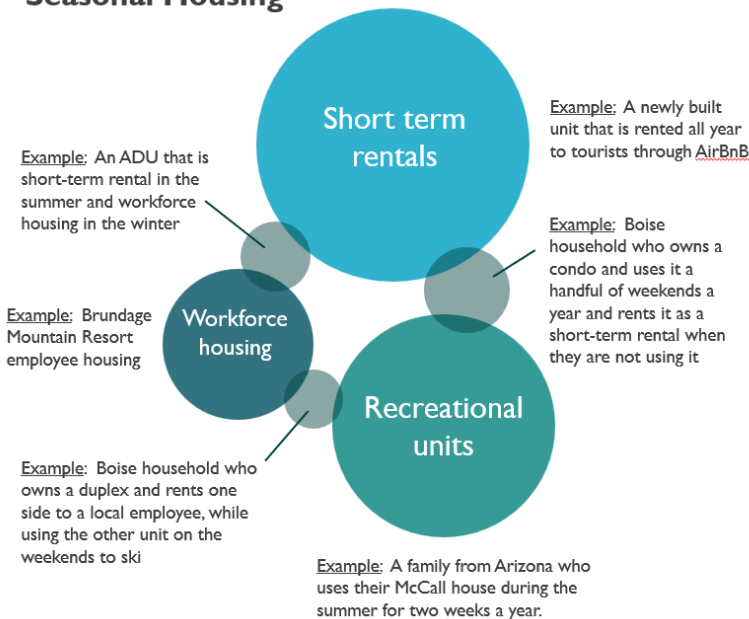 Seasonal Housing
Short term
rentals
Example: A newly built
unit that is rented all year
to tourists through AirBnB
Example: An ADU that is
short-term rental in the
summer and workforce
housing in the winter
Example: Boise
household who owns a
condo and uses it a
handful of weekends a
year and rents it as a
short-term rental when
they are not using it
Example: Brundage
Mountain Resort
employee housing
Workforce
housing
Recreational
units
Example: Boise household who
owns a duplex and rents one
side to a local employee, while
using the other unit on the
weekends to ski
Example: A family from Arizona who
uses their McCall house during the
summer for two weeks a year.